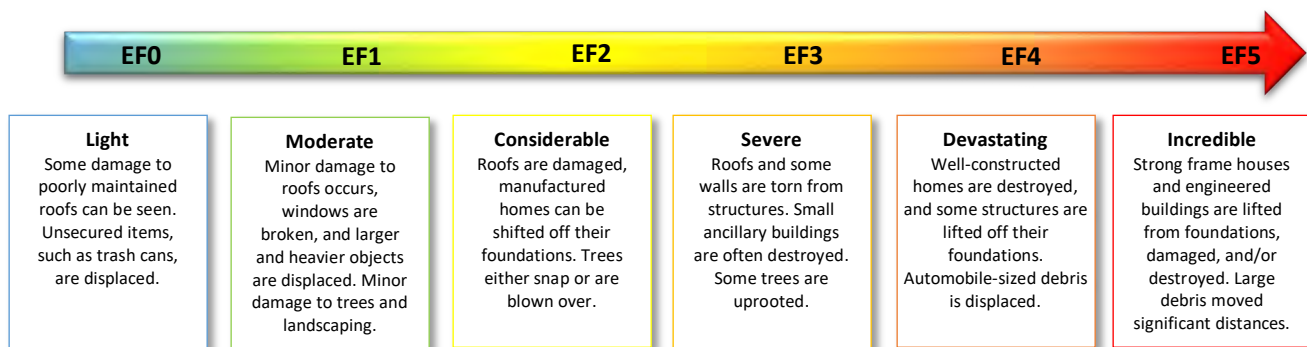 EF0 EF1 EF2 EF3 EF4 EF5
Light
Some damage to
poorly maintained
roofs can be seen.
Unsecured items,
such as trash cans,
are displaced.
Moderate
Minor damage to
roofs occurs,
windows are
broken, and larger
and heavier objects
are displaced. Minor
damage to trees and
landscaping.
Considerable
Roofs are damaged,
manufactured
homes can be
shifted off their
foundations. Trees
either snap or are
blown over.
Severe
Roofs and some
walls are torn from
structures. Small
ancillary buildings
are often destroyed.
Some trees are
uprooted.
Devastating
Well-constructed
homes are destroyed,
and some structures are
lifted off their
foundations.
Automobile-sized debris
is displaced.
Incredible
Strong frame houses
and engineered
buildings are lifted
from foundations,
damaged, and/or
destroyed. Large
debris moved
significant distances.